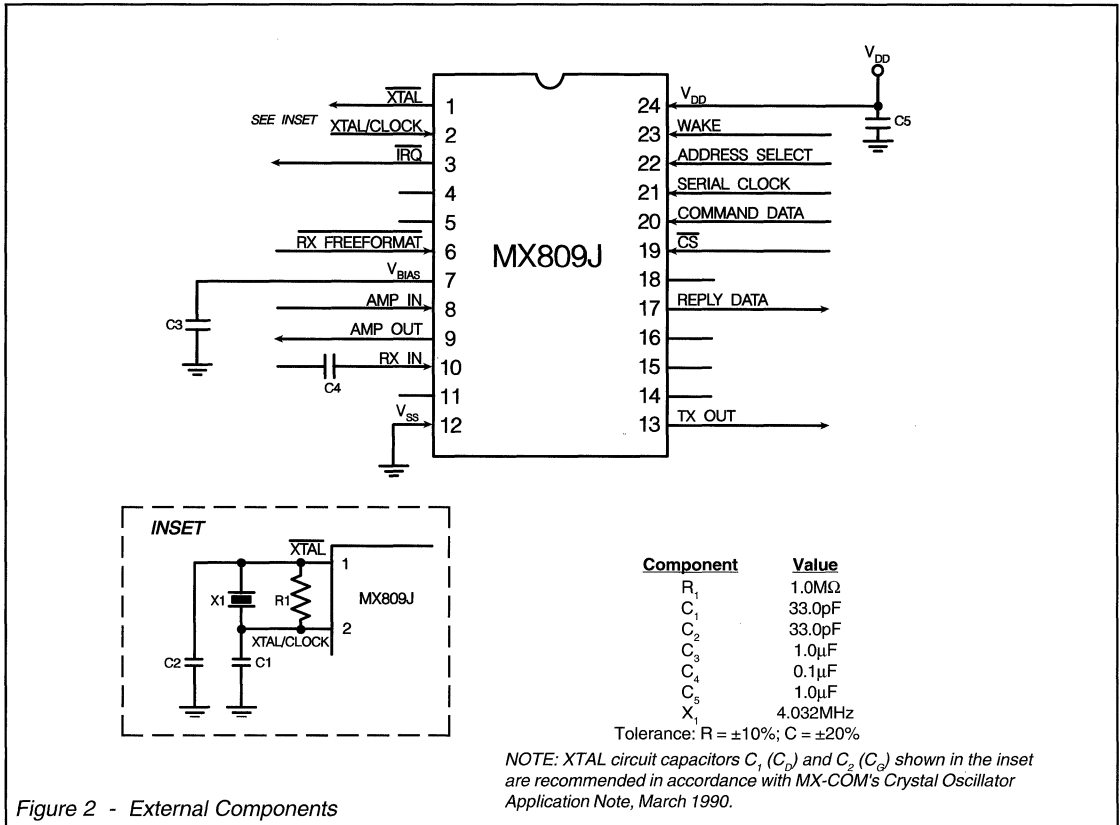 V_DD
XTAL 1
SEE INSET
XTAL/CLOCK 2
IRQ 3
4
5
RX FREEFORMAT 6
V_BIAS 7
AMP IN 8
AMP OUT 9
RX IN 10
11
V_SS 12
C3
C4
MX809J
24 V_DD
C5
23 WAKE
22 ADDRESS SELECT
21 SERIAL CLOCK
20 COMMAND DATA
19 CS
18
17 REPLY DATA
16
15
14
13 TX OUT
INSET
XTAL
1
X1 R1 MX809J
2
XTAL/CLOCK
C2 C1
Component Value
R₁ 1.0MΩ
C₁ 33.0pF
C₂ 33.0pF
C₃ 1.0µF
C₄ 0.1µF
C₅ 1.0µF
X₁ 4.032MHz
Tolerance: R = ±10%; C = ±20%
NOTE: XTAL circuit capacitors C₁ (C_D) and C₂ (C_G) shown in the inset
are recommended in accordance with MX-COM's Crystal Oscillator
Application Note, March 1990.
Figure 2 - External Components